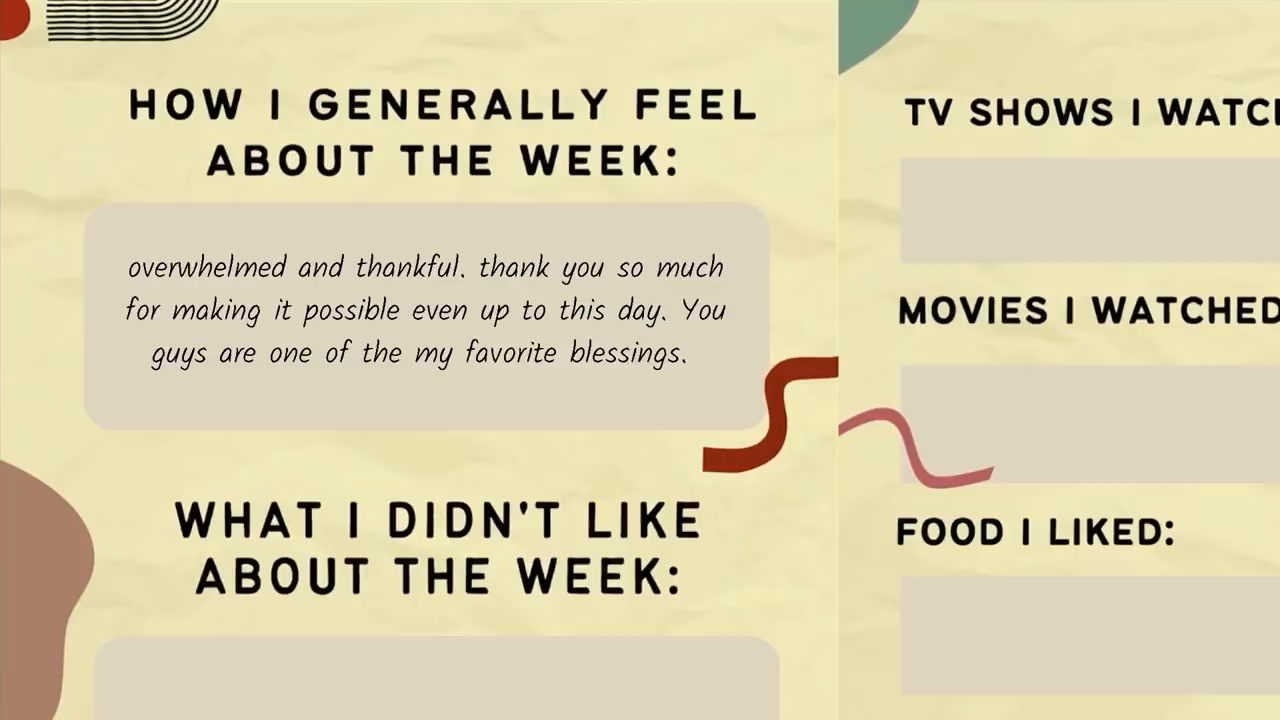 HOW I GENERALLY FEEL
ABOUT THE WEEK:
overwhelmed and thankful. thank you so much
for making it possible even up to this day. You
guys are one of the my favorite blessings.
WHAT I DIDN'T LIKE
ABOUT THE WEEK:
TV SHOWS I
MOVIES I WATCHED
FOOD I LIKED: